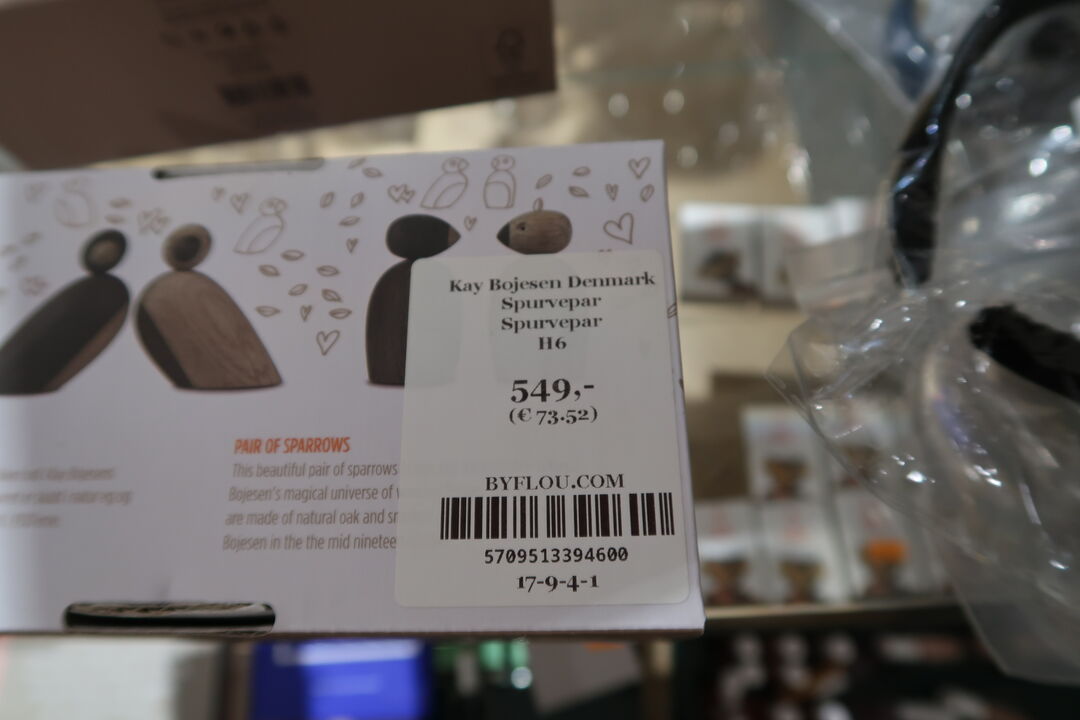 Kay Bojesen Denmark
Spurvepar
Spurvepar
H6
549,-
(€ 73.52)
BYFLOU.COM
5709513394600
17-9-4-1
PAIR OF SPARROWS
This beautiful pair of sparrows
Bojesen's magical universe of
are made of natural oak and
Bojesen in the the mid